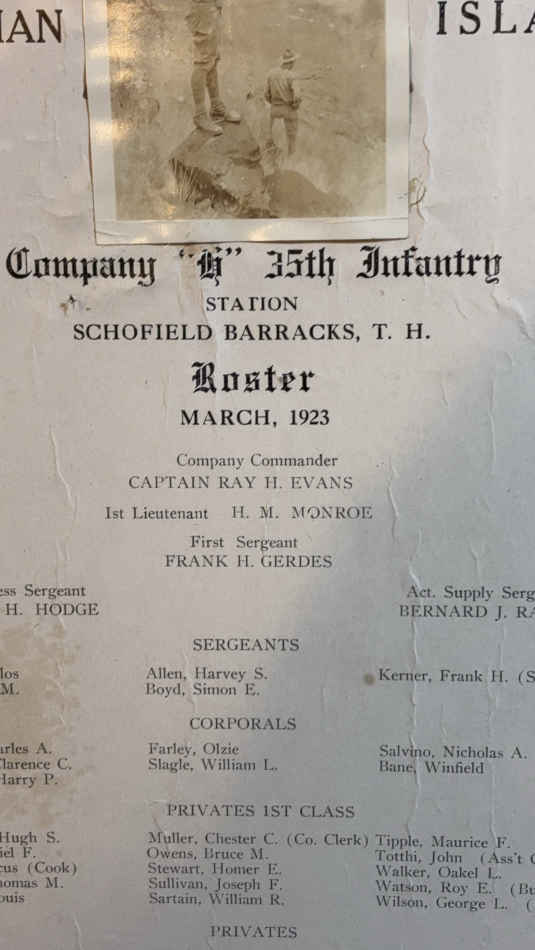 IAN ISLA
Company "H" 35th Infantry
STATION
SCHOFIELD BARRACKS, T. H.
Roster
MARCH, 1923
Company Commander
CAPTAIN RAY H. EVANS
1st Lieutenant H. M. MONROE
First Sergeant
FRANK H. GERDES
ess Sergeant Act. Supply Serg
H. HODGE BERNARD J. RA
SERGEANTS
los Allen, Harvey S. Kerner, Frank H. (S
M. Boyd, Simon E.
CORPORALS
arles A. Farley, Olzie Salvino, Nicholas A.
Clarence C. Slagle, William L. Bane, Winfield
Harry P.
PRIVATES 1ST CLASS
Hugh S. Muller, Chester C. (Co. Clerk) Tipple, Maurice F.
iel F. Owens, Bruce M. Totthi, John (Ass't C
cus (Cook) Stewart, Homer E. Walker, Oakel L.
homas M. Sullivan, Joseph F. Watson, Roy E. (Bu
ouis Sartain, William R. Wilson, George L. (
PRIVATES